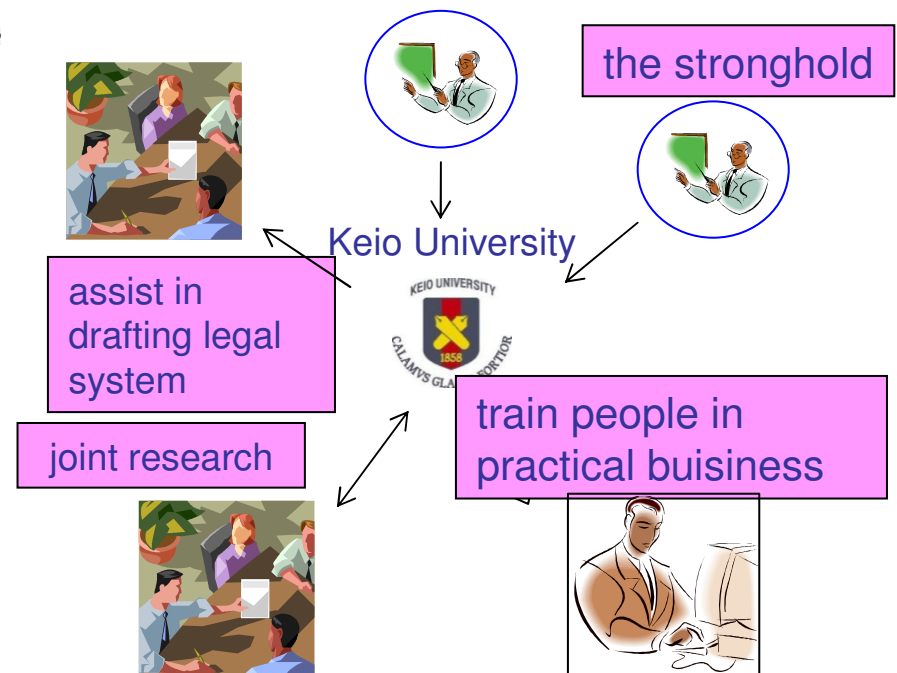 the stronghold
Keio University
KEIO UNIVERSITY
1858
assist in
drafting legal
system
train people in
practical buisiness
joint research